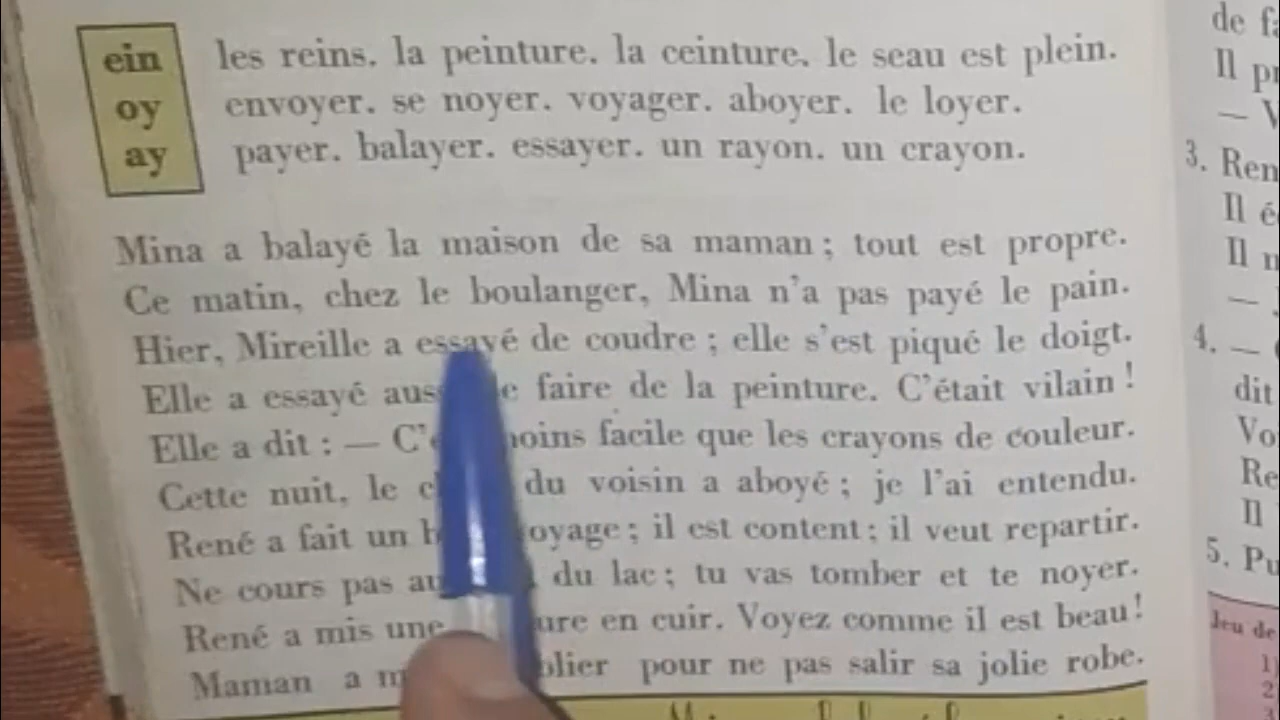 ein les reins. la peinture. la ceinture. le seau est plein.
oy envoyer. se noyer. voyager. aboyer. le loyer.
ay payer. balayer. essayer. un rayon. un crayon.
Mina a balayé la maison de sa maman ; tout est propre.
Ce matin, chez le boulanger, Mina n'a pas payé le pain.
Hier, Mireille a essayé de coudre ; elle s'est piqué le doigt.
Elle a essayé faire de la peinture. C'était vilain !
Elle a dit : — facile que les crayons de couleur.
Cette nuit, le du voisin a aboyé ; je l'ai entendu.
René a fait un ; il est content ; il veut repartir.
Ne cours pas du lac ; tu vas tomber et te noyer.
René a mis une en cuir. Voyez comme il est beau !
Maman a pour ne pas salir sa jolie robe.
de
Il
—
3. Ren
Il é
Il
—
4. —
dit
Vo
Re
Il
5. Pu
Jeu de
1
2